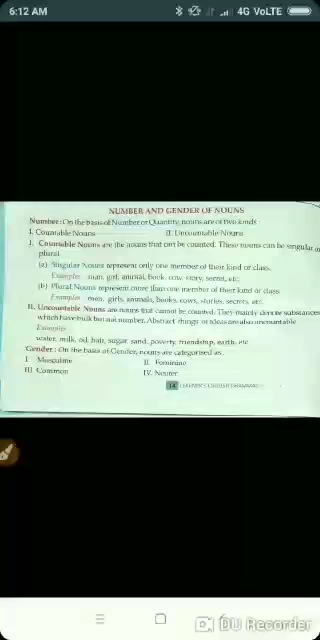 6:12 AM
4G VoLTE
NUMBER AND GENDER OF NOUNS
Number: On the basis of Number or Quantity, nouns are of two kinds
I. Countable Nouns II. Uncountable Nouns
I. Countable Nouns are the nouns that can be counted. These nouns can be singular or
plural.
(a) Singular Nouns represent only one member of their kind or class.
Examples man, girl, animal, book, cow, story, secret, etc.
(b) Plural Nouns represent more than one member of their kind or class.
Examples men, girls, animals, books, cows, stories, secrets, etc.
II. Uncountable Nouns are nouns that cannot be counted. They mainly denote substances
which have bulk but not number. Abstract things or ideas are also uncountable
Examples
water, milk, oil, hair, sugar, sand, poverty, friendship, earth, etc.
Gender: On the basis of Gender, nouns are categorised as:
I. Masculine II. Feminine
III. Common IV. Neuter
14 LEARNER'S ENGLISH GRAMMAR
DU Recorder